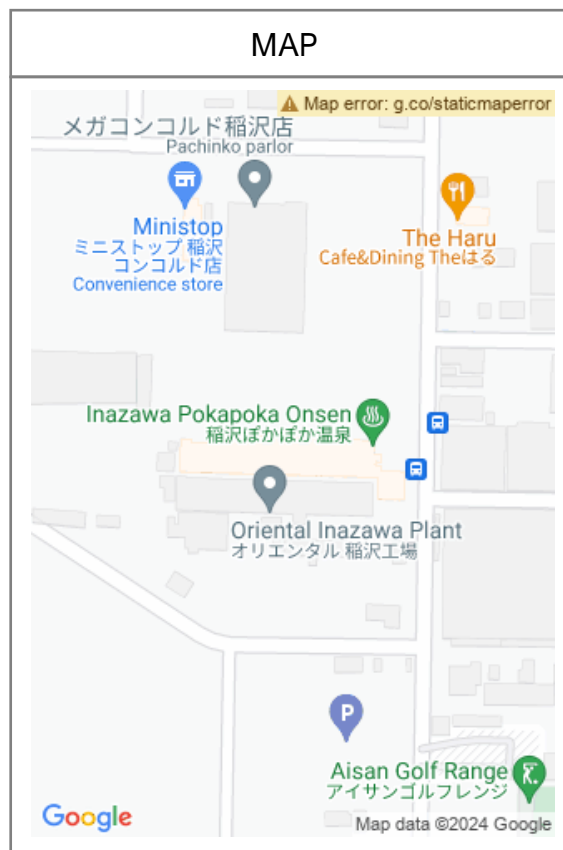 MAP
Map error: g.co/staticmaperror
メガコンコルド稲沢店
Pachinko parlor
Ministop
ミニストップ 稲沢
コンコルド店
Convenience store
The Haru
Cafe&Dining Theはる
Inazawa Pokapoka Onsen
稲沢ぽかぽか温泉
Oriental Inazawa Plant
オリエンタル 稲沢工場
P
Aisan Golf Range
アイサンゴルフレンジ
Google
Map data ©2024 Google